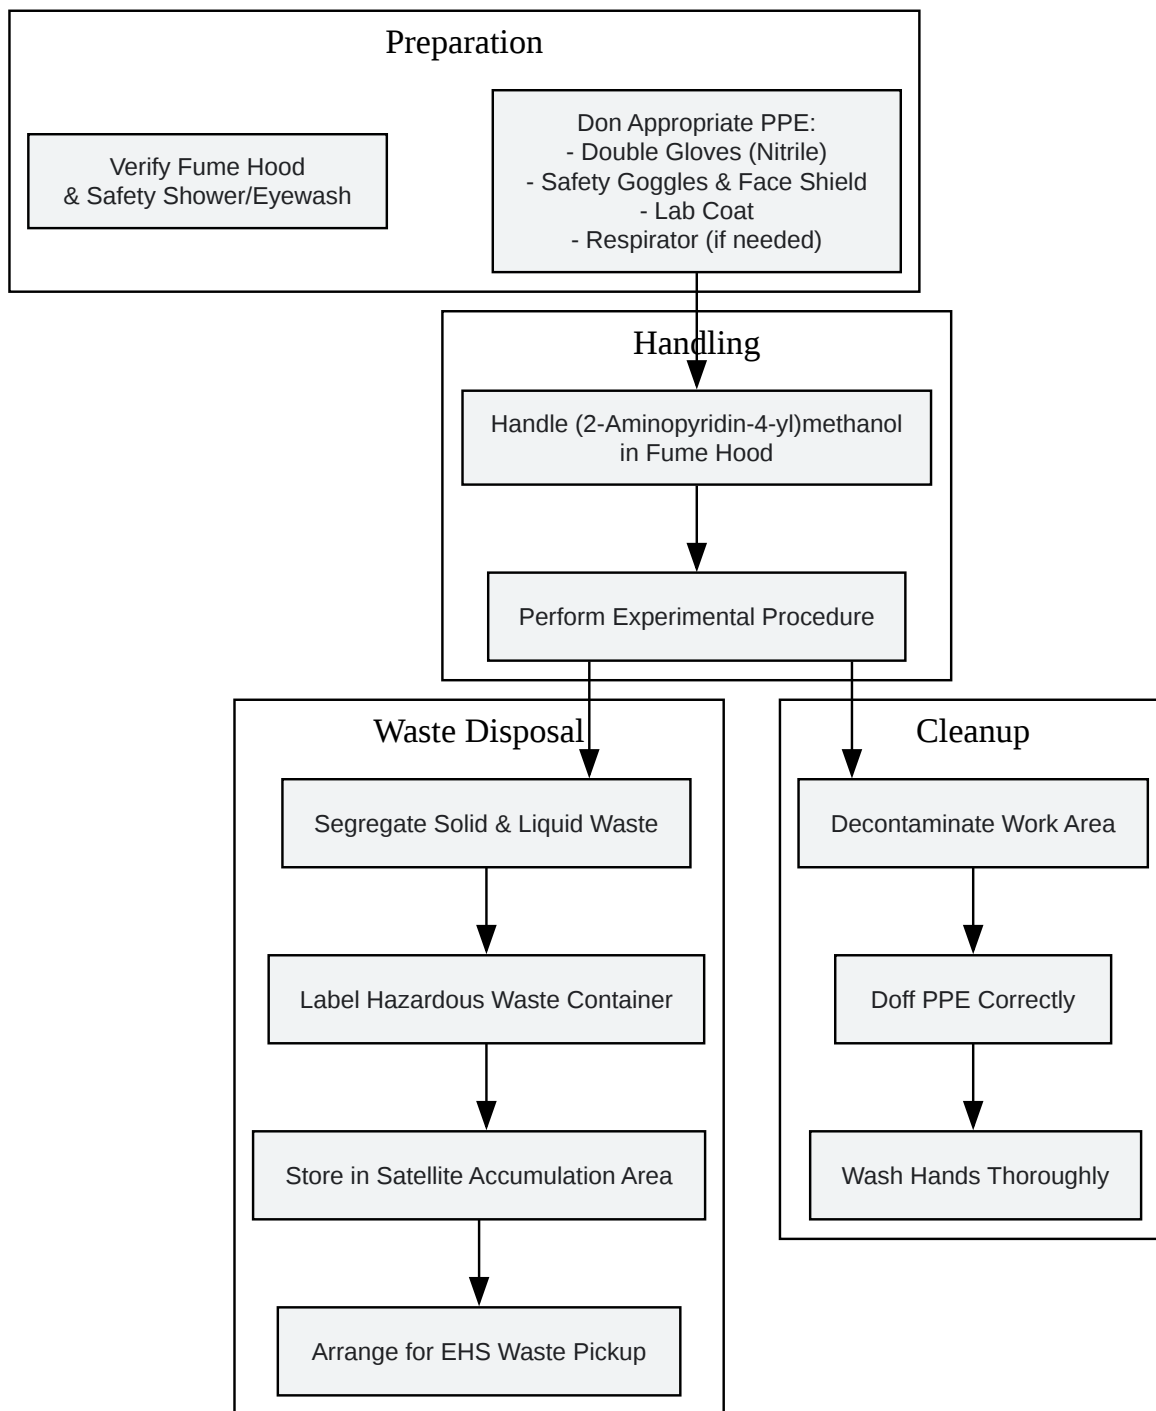 Preparation
Verify Fume Hood
& Safety Shower/Eyewash
Don Appropriate PPE:
- Double Gloves (Nitrile)
- Safety Goggles & Face Shield
- Lab Coat
- Respirator (if needed)
Handling
Handle (2-Aminopyridin-4-yl)methanol
in Fume Hood
Perform Experimental Procedure
Waste Disposal
Segregate Solid & Liquid Waste
Label Hazardous Waste Container
Store in Satellite Accumulation Area
Arrange for EHS Waste Pickup
Cleanup
Decontaminate Work Area
Doff PPE Correctly
Wash Hands Thoroughly